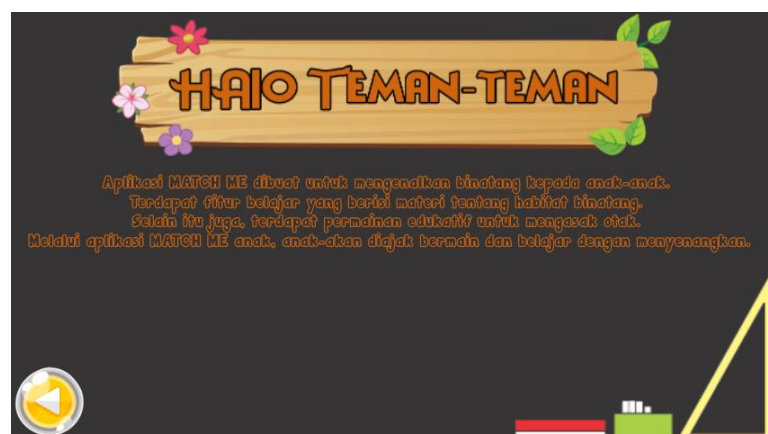 Halo Teman-teman
Aplikasi MATCH ME dibuat untuk mengenalkan binatang kepada anak-anak.
Terdapat fitur belajar yang berisi materi tentang habitat binatang.
Selain itu juga, terdapat permainan edukatif untuk mengasak otak.
Melalui aplikasi MATCH ME anak, anak-akan diajak bermain dan belajar dengan menyenangkan.